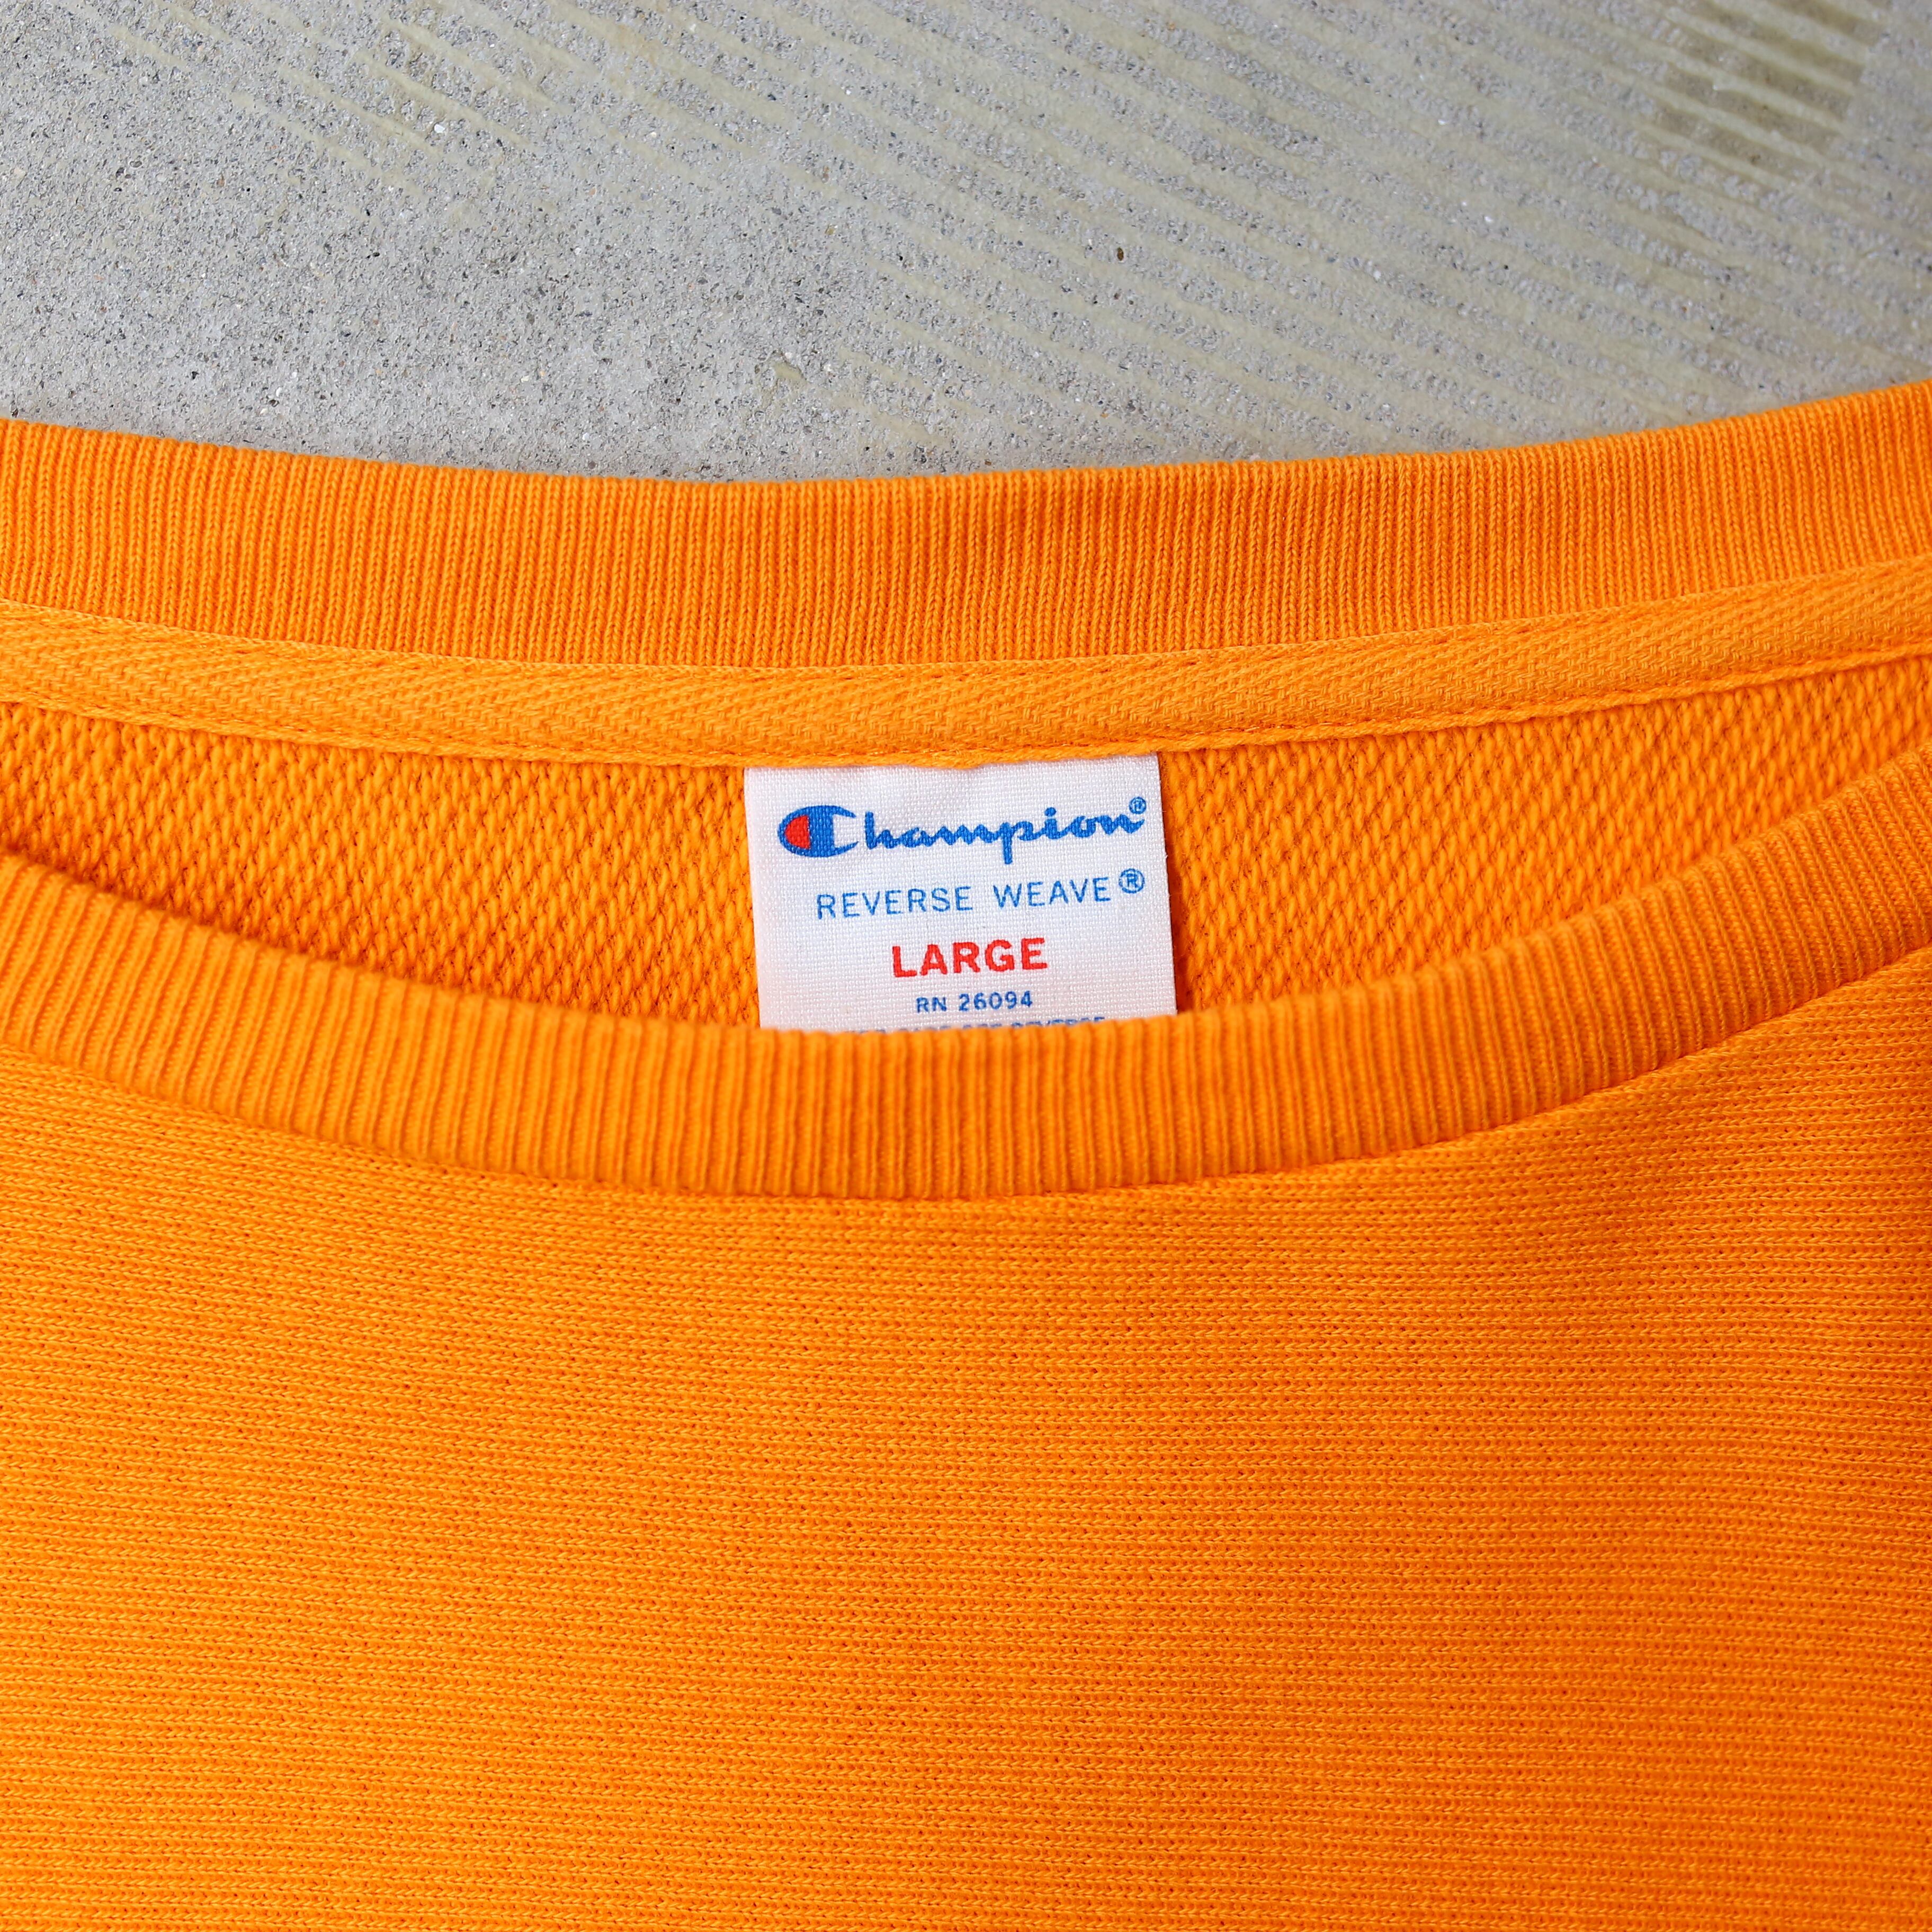 Champion®
REVERSE WEAVE®
LARGE
RN 26094